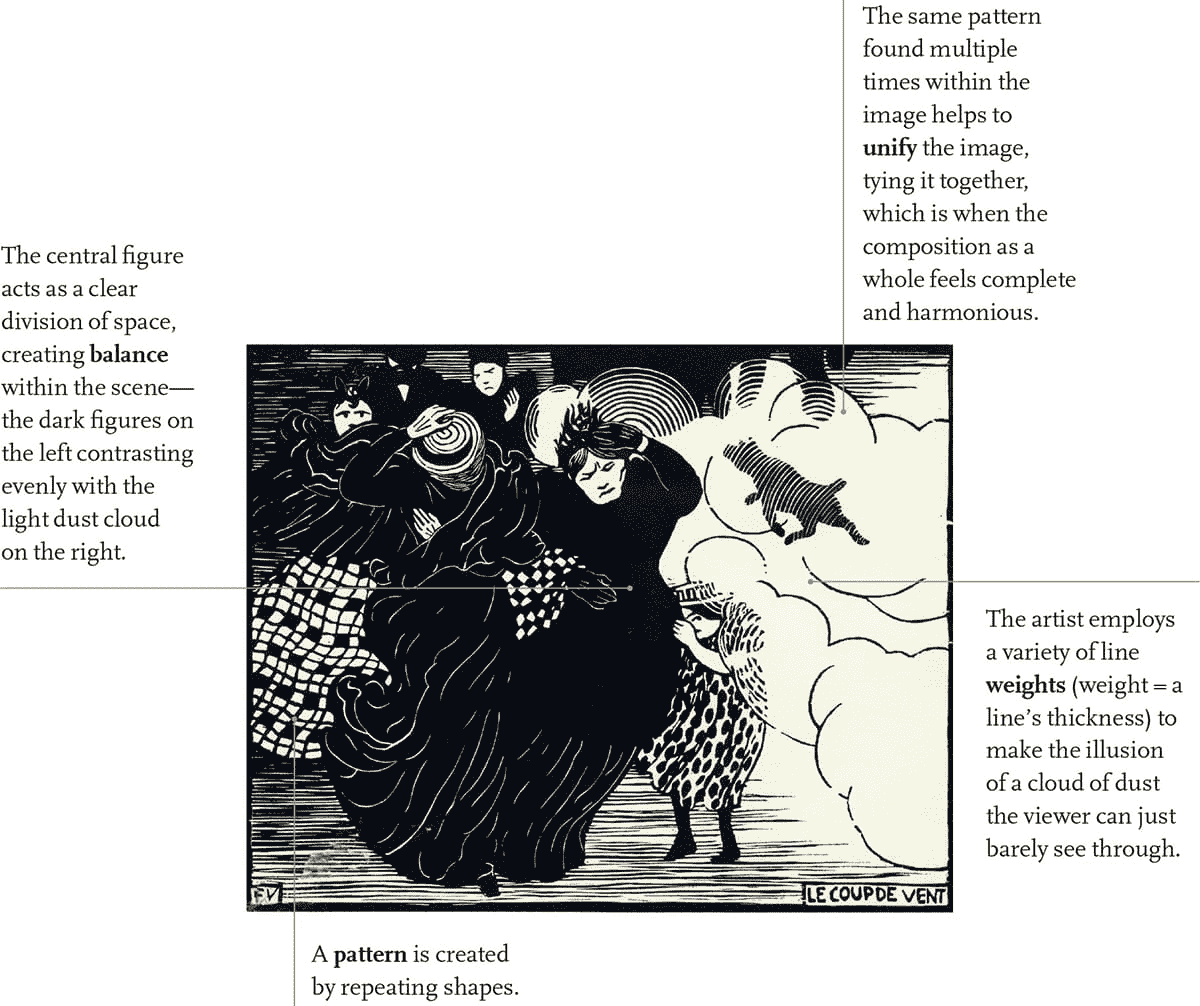 The same pattern
found multiple
times within the
image helps to
unify the image,
tying it together,
which is when the
composition as a
whole feels complete
and harmonious.
The central figure
acts as a clear
division of space,
creating balance
within the scene—
the dark figures on
the left contrasting
evenly with the
light dust cloud
on the right.
The artist employs
a variety of line
weights (weight = a
line’s thickness) to
make the illusion
of a cloud of dust
the viewer can just
barely see through.
FV
LE COUP DE VENT
A pattern is created
by repeating shapes.